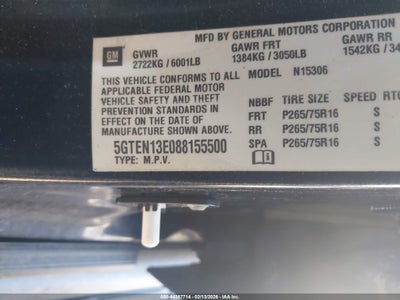 MFD BY GENERAL MOTORS CORPORATION
GM GVWR GAWR FRT GAWR RR
2722KG / 6001LB 1384KG / 3050LB 1542KG / 34
THIS VEHICLE CONFORMS TO ALL MODEL N15306
APPLICABLE FEDERAL MOTOR
VEHICLE SAFETY AND THEFT NBBF TIRE SIZE SPEED RTG
PREVENTION STANDARDS FRT P265/75R16 S
IN EFFECT ON THE DATE OF RR P265/75R16 S
MANUFACTURE SHOWN ABOVE. SPA P265/75R16 S
5GTEN13E088155500
TYPE: M.P.V.
000-44387714 - 02/13/2026 - IAA Inc.